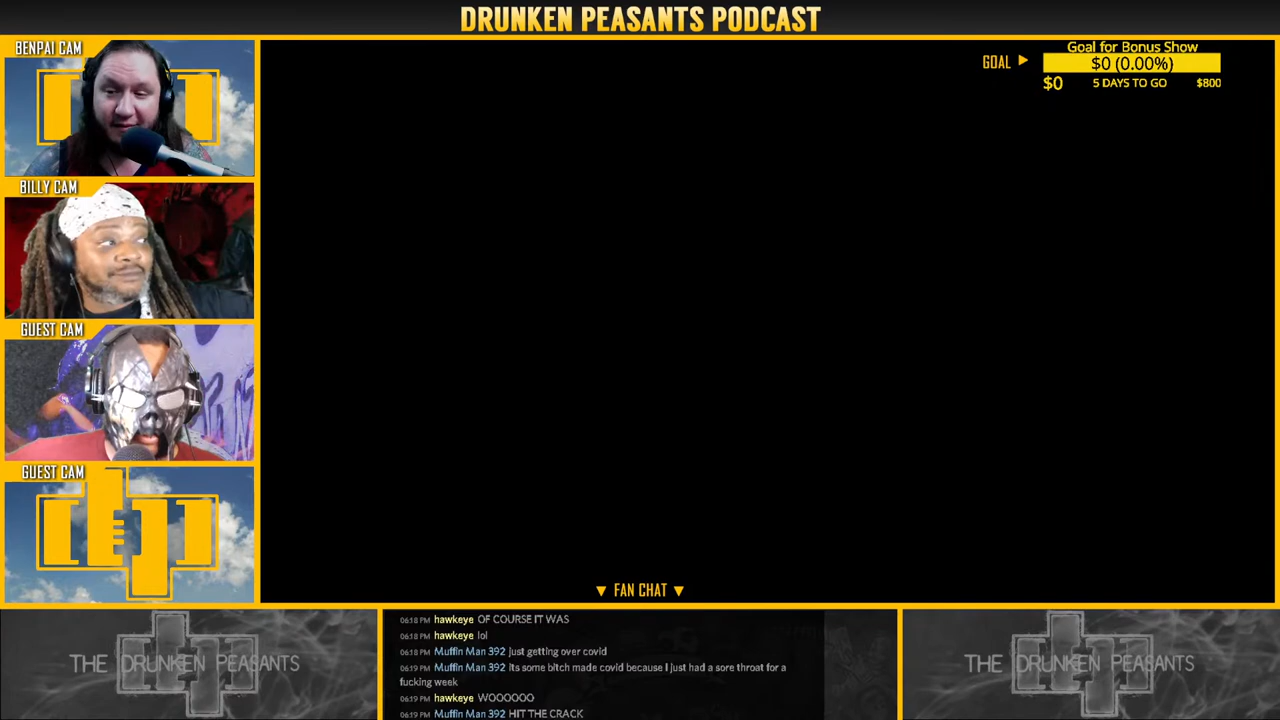 DRUNKEN PEASANTS PODCAST
BENPAI CAM
BILLY CAM
GUEST CAM
GUEST CAM
GOAL ▶
Goal for Bonus Show
$0 (0.00%)
$0 5 DAYS TO GO $800
▼ FAN CHAT ▼
THE DRUNKEN PEASANTS
06:18 PM hawkeye OF COURSE IT WAS
06:18 PM hawkeye lol
06:18 PM Muffin Man 392 just getting over covid
06:19 PM Muffin Man 392 Its some bitch made covid because I just had a sore throat for a
fucking week
06:19 PM hawkeye WOOOOOO
06:19 PM Muffin Man 392 HIT THE CRACK
THE DRUNKEN PEASANTS